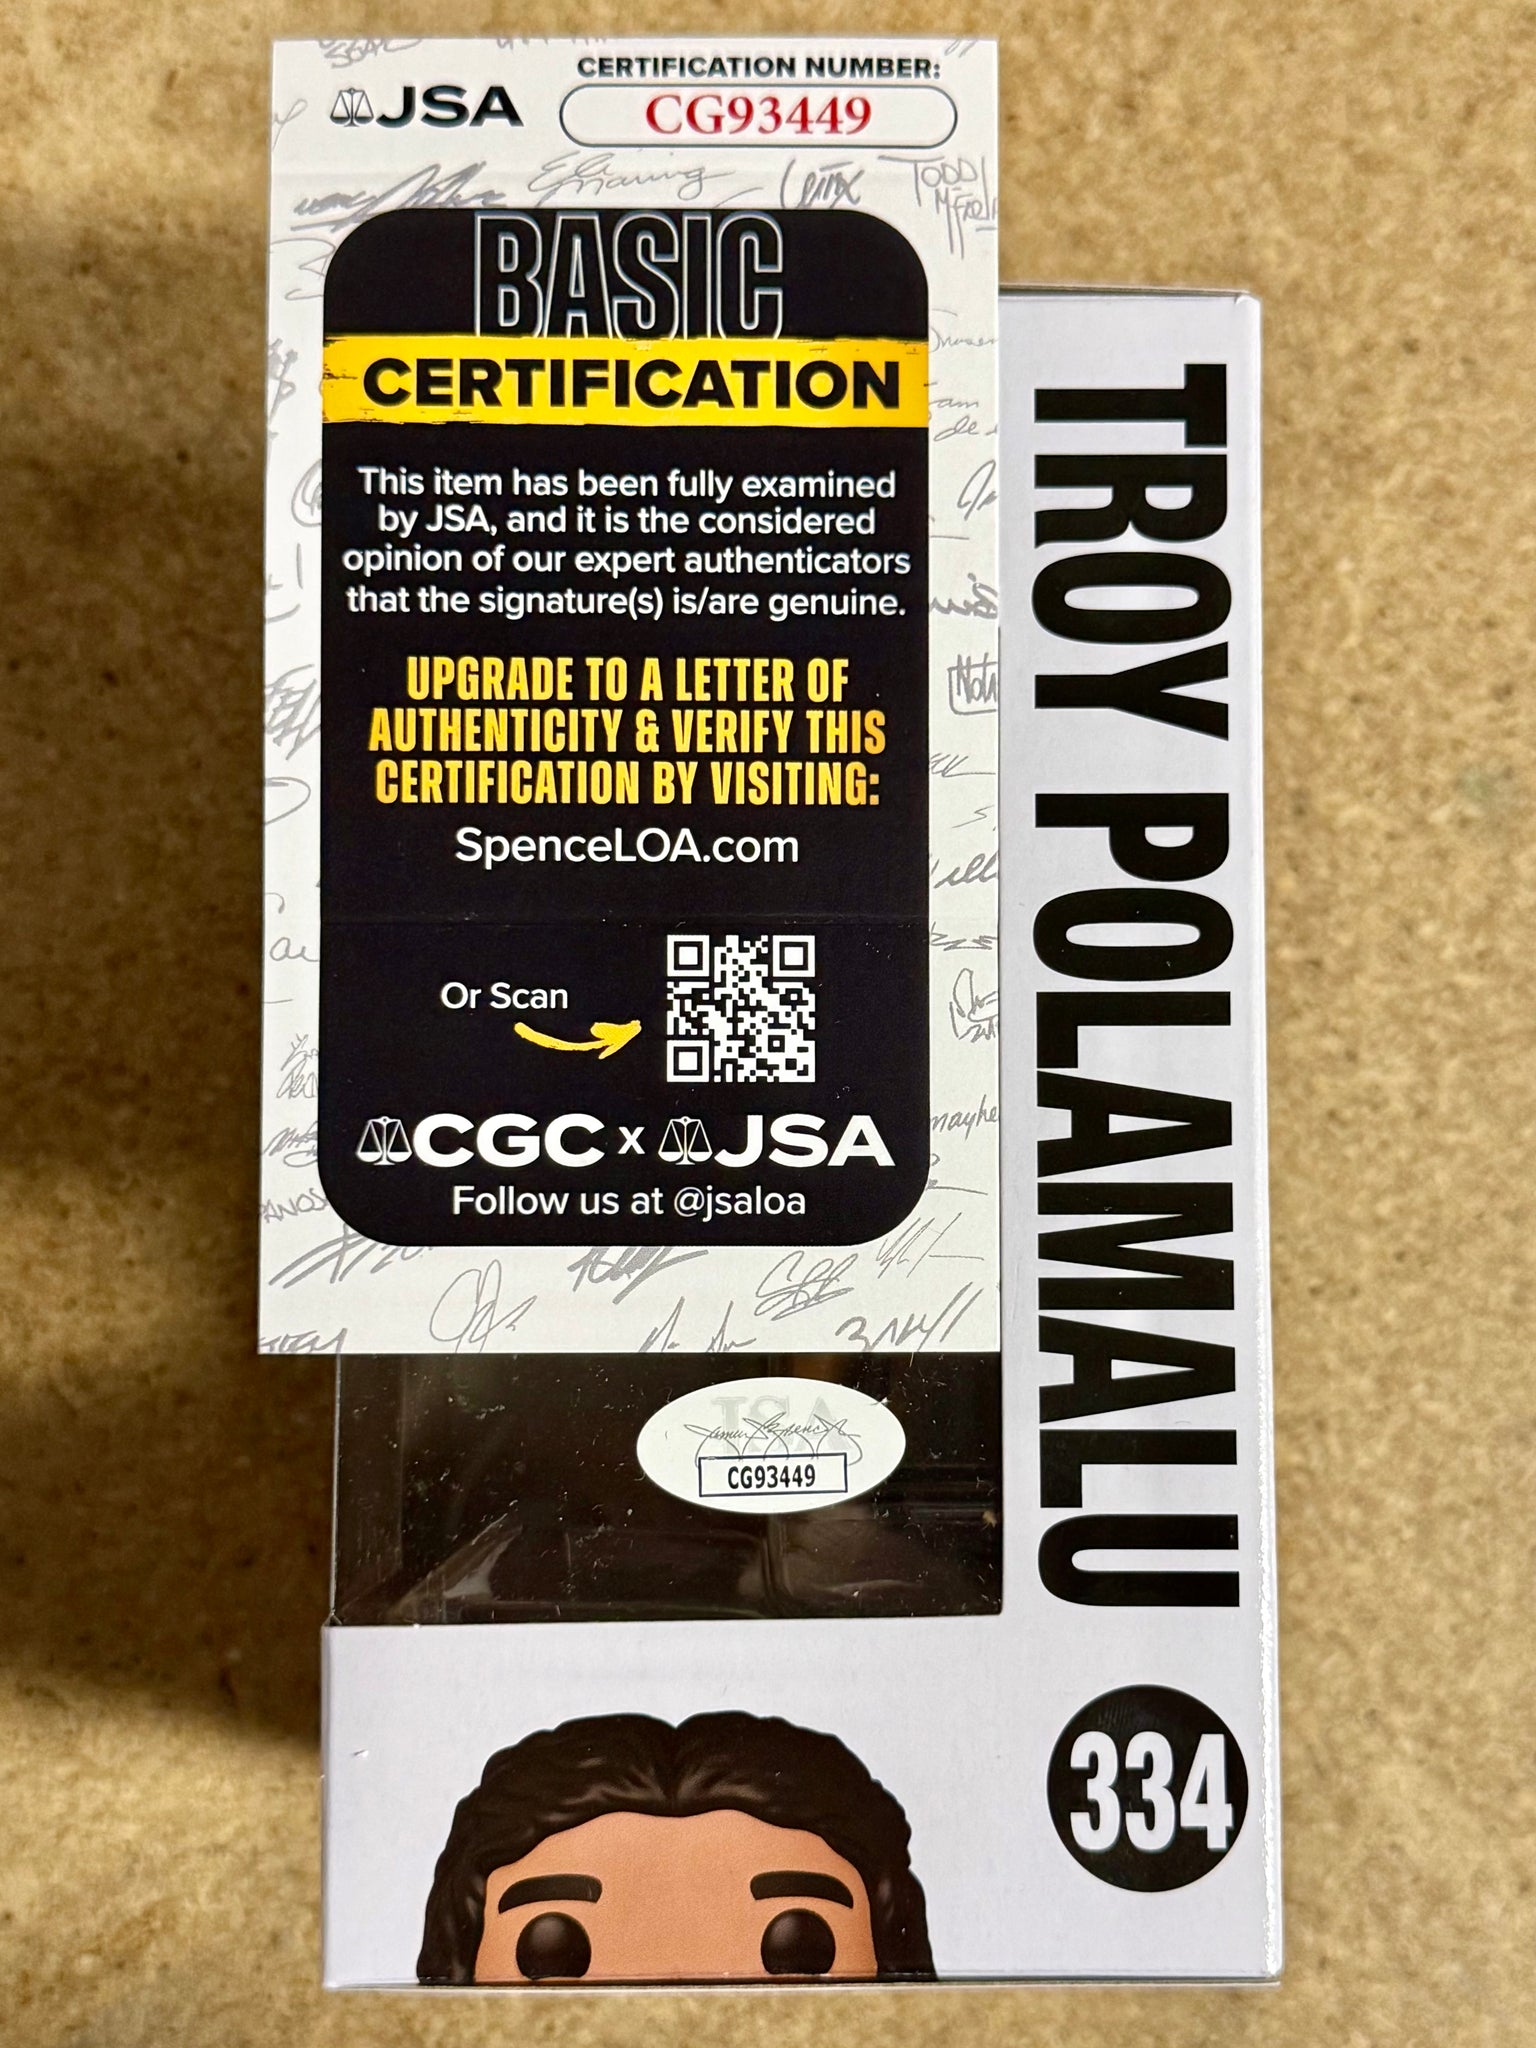 JSA
CERTIFICATION NUMBER:
CG93449
BASIC
CERTIFICATION
This item has been fully examined
by JSA, and it is the considered
opinion of our expert authenticators
that the signature(s) is/are genuine.
UPGRADE TO A LETTER OF
AUTHENTICITY & VERIFY THIS
CERTIFICATION BY VISITING:
SpenceLOA.com
Or Scan
CGC x JSA
Follow us at @jsaloa
JSA
CG93449
TROY POLAMALU
334